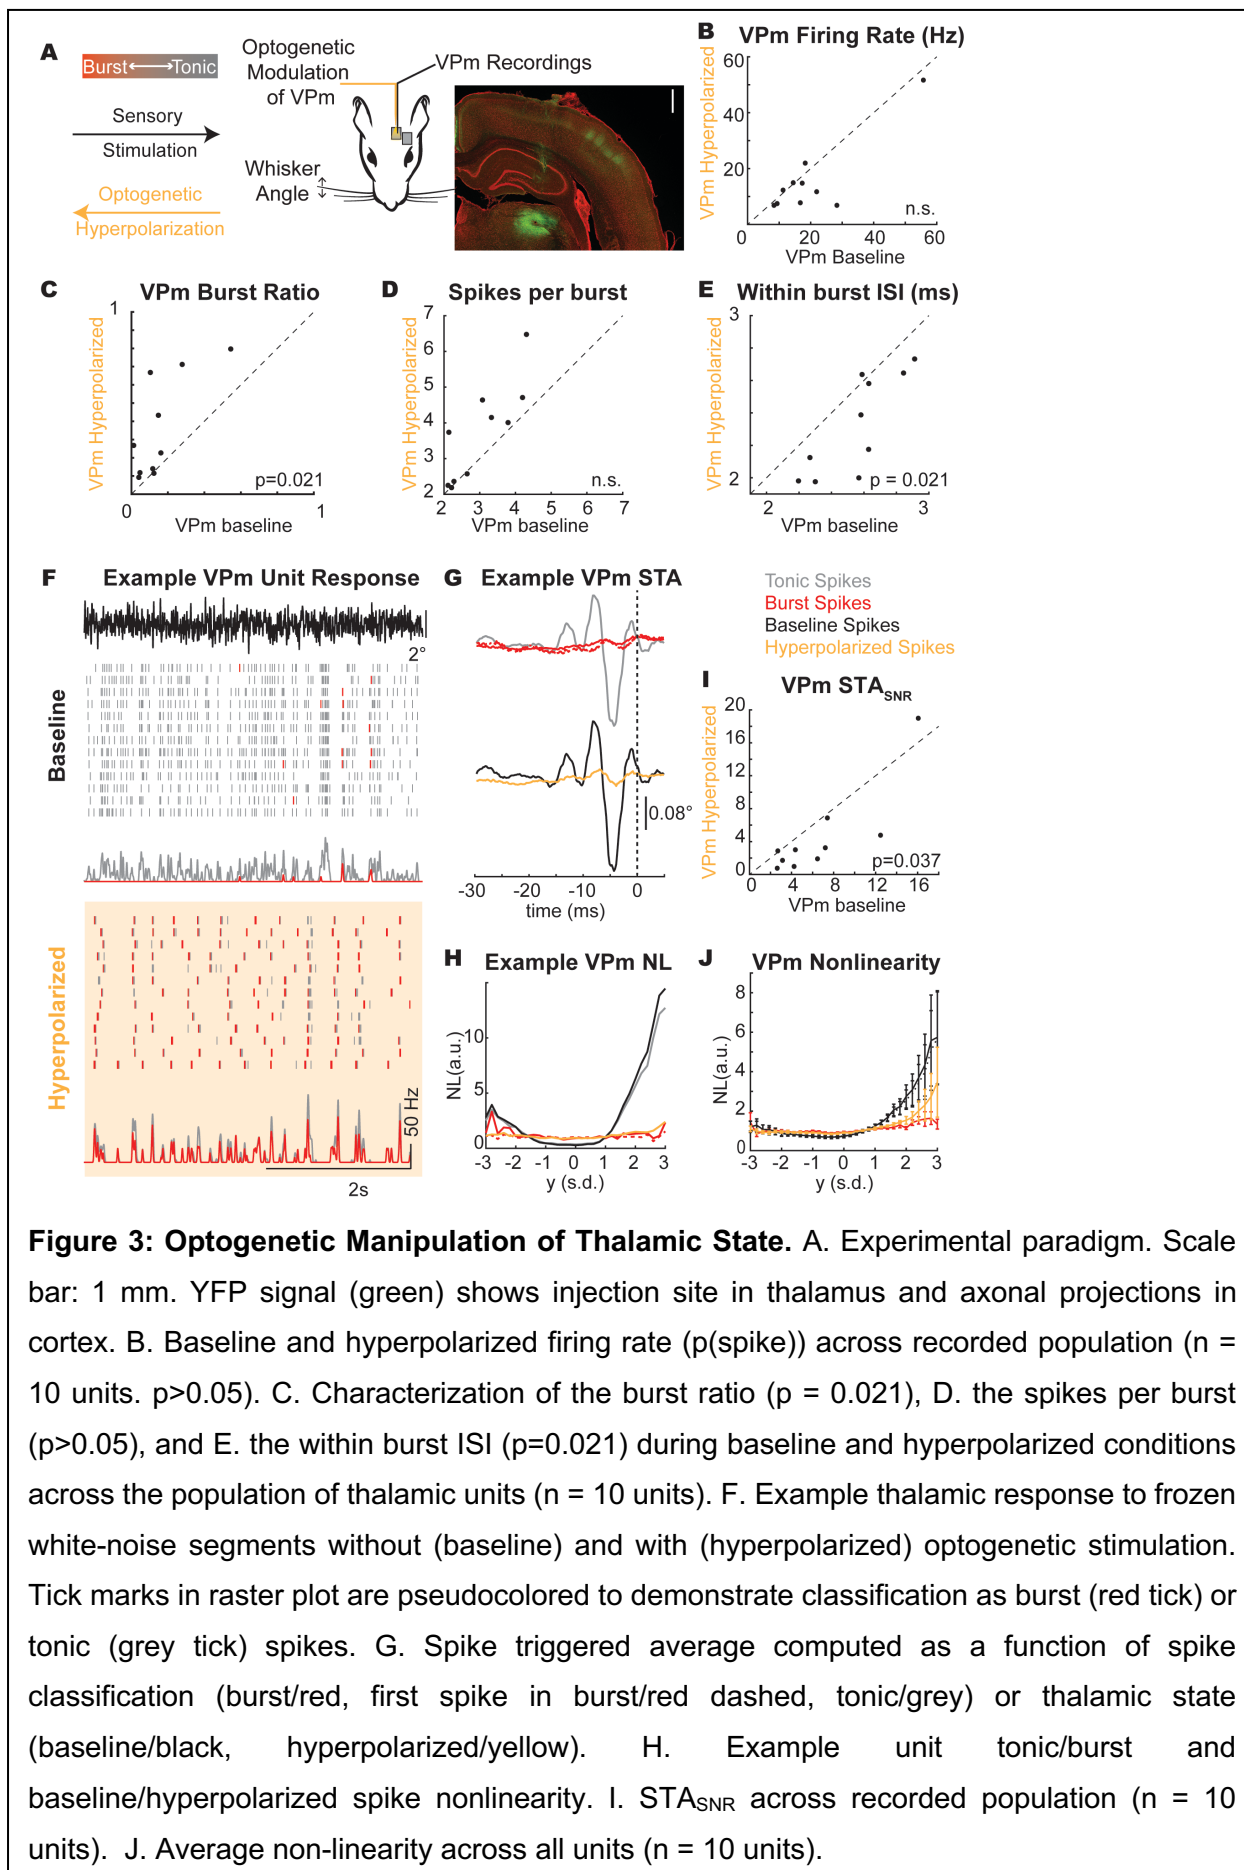 A
Burst
Tonic
Sensory
Stimulation
Optogenetic
Hyperpolarization
Optogenetic
Modulation
of VPm
VPm Recordings
Whisker
Angle
B VPm Firing Rate (Hz)
VPm Hyperpolarized
60
40
20
0 20 40 60
n.s.
VPm Baseline
C VPm Burst Ratio
VPm Hyperpolarized
1
p=0.021
0 1
VPm baseline
D Spikes per burst
VPm Hyperpolarized
7
6
5
4
3
2
n.s.
2 3 4 5 6 7
VPm baseline
E Within burst ISI (ms)
VPm Hyperpolarized
3
2
p = 0.021
2 3
VPm baseline
F Example VPm Unit Response
2°
Baseline
Hyperpolarized
50 Hz
2s
G Example VPm STA
0.08°
-30 -20 -10 0
time (ms)
Tonic Spikes
Burst Spikes
Baseline Spikes
Hyperpolarized Spikes
I VPm STASNR
VPm Hyperpolarized
20
16
12
8
4
0
p=0.037
0 4 8 12 16
VPm baseline
H Example VPm NL
NL(a.u.)
10
5
0
-3 -2 -1 0 1 2 3
y (s.d.)
J VPm Nonlinearity
NL(a.u.)
8
6
4
2
0
-3 -2 -1 0 1 2 3
y (s.d.)
Figure 3: Optogenetic Manipulation of Thalamic State. A. Experimental paradigm. Scale
bar: 1 mm. YFP signal (green) shows injection site in thalamus and axonal projections in
cortex. B. Baseline and hyperpolarized firing rate (p(spike)) across recorded population (n =
10 units. p>0.05). C. Characterization of the burst ratio (p = 0.021), D. the spikes per burst
(p>0.05), and E. the within burst ISI (p=0.021) during baseline and hyperpolarized conditions
across the population of thalamic units (n = 10 units). F. Example thalamic response to frozen
white-noise segments without (baseline) and with (hyperpolarized) optogenetic stimulation.
Tick marks in raster plot are pseudocolored to demonstrate classification as burst (red tick) or
tonic (grey tick) spikes. G. Spike triggered average computed as a function of spike
classification (burst/red, first spike in burst/red dashed, tonic/grey) or thalamic state
(baseline/black, hyperpolarized/yellow). H. Example unit tonic/burst and
baseline/hyperpolarized spike nonlinearity. I. STASNR across recorded population (n = 10
units). J. Average non-linearity across all units (n = 10 units).